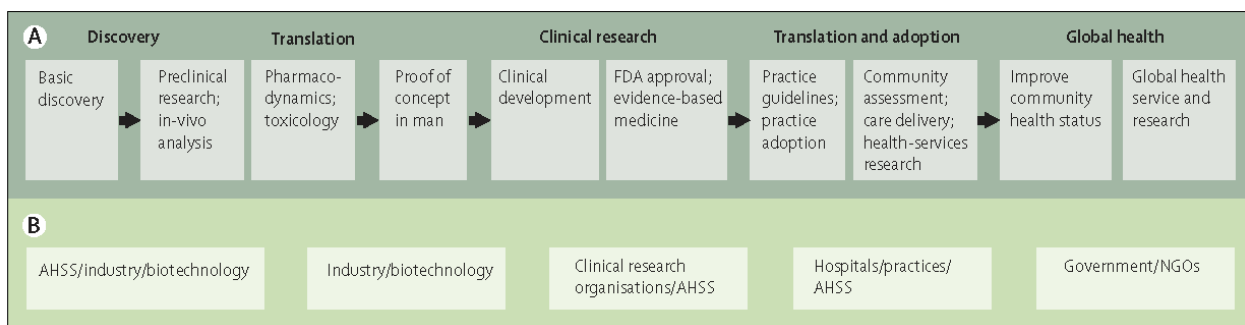 A
Discovery
Translation
Clinical research
Translation and adoption
Global health
Basic
discovery
Preclinical
research;
in-vivo
analysis
Pharmaco-
dynamics;
toxicology
Proof of
concept
in man
Clinical
development
FDA approval;
evidence-based
medicine
Practice
guidelines;
practice
adoption
Community
assessment;
care delivery;
health-services
research
Improve
community
health status
Global health
service and
research
B
AHSS/industry/biotechnology
Industry/biotechnology
Clinical research
organisations/AHSS
Hospitals/practices/
AHSS
Government/NGOs